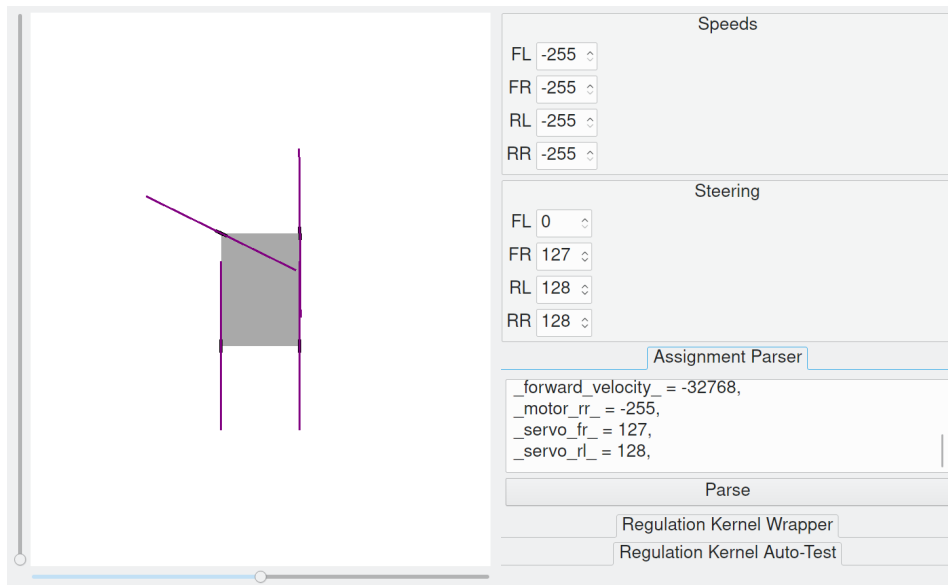 Speeds
FL -255
FR -255
RL -255
RR -255
Steering
FL 0
FR 127
RL 128
RR 128
Assignment Parser
_forward_velocity_ = -32768,
_motor_rr_ = -255,
_servo_fr_ = 127,
_servo_rl_ = 128,
Parse
Regulation Kernel Wrapper
Regulation Kernel Auto-Test